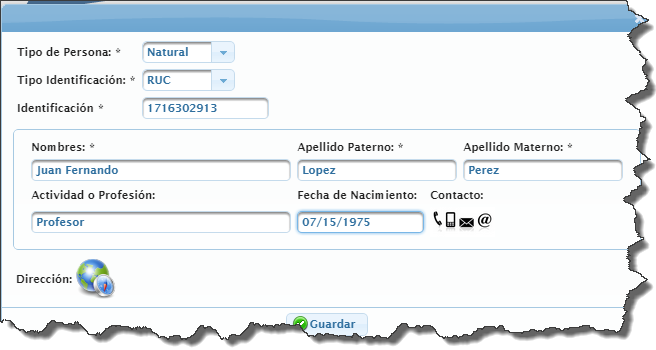 Tipo de Persona: * Natural
Tipo Identificación: * RUC
Identificación * 1716302913
Nombres: * Apellido Paterno: * Apellido Materno: *
Juan Fernando Lopez Perez
Actividad o Profesión: Fecha de Nacimiento: Contacto:
Profesor 07/15/1975 @
Dirección:
Guardar